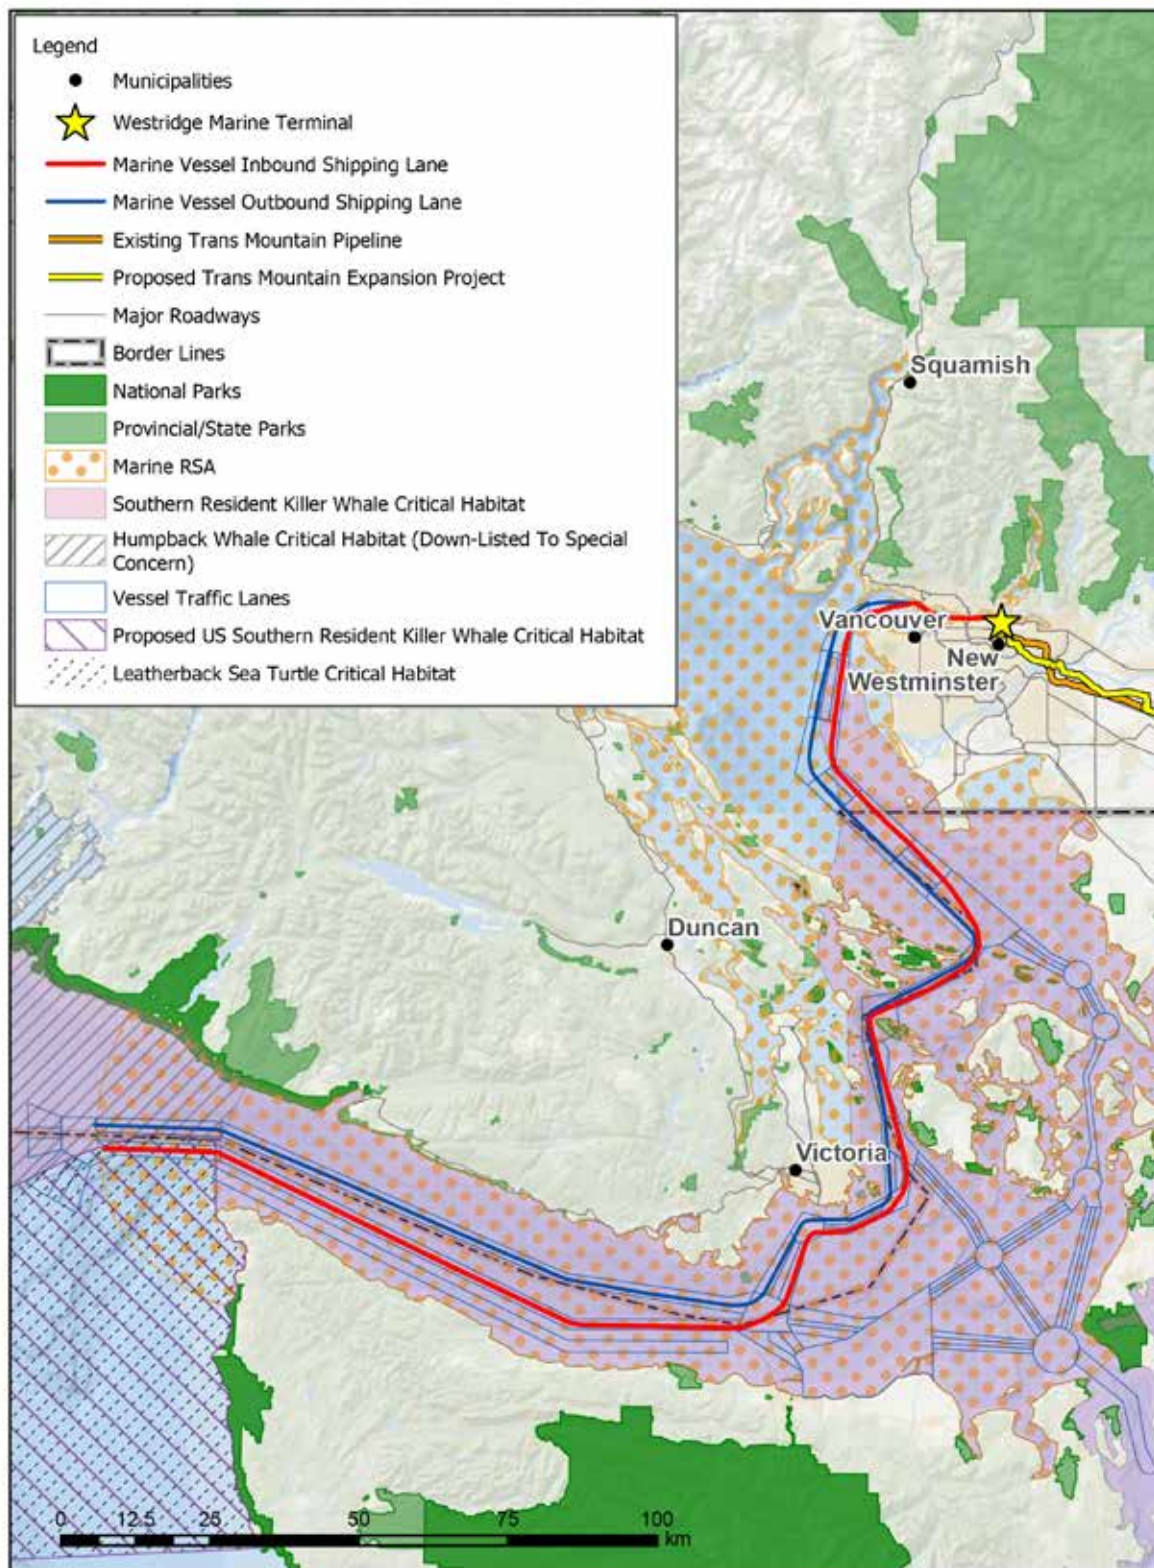 Legend
Municipalities
Westridge Marine Terminal
Marine Vessel Inbound Shipping Lane
Marine Vessel Outbound Shipping Lane
Existing Trans Mountain Pipeline
Proposed Trans Mountain Expansion Project
Major Roadways
Border Lines
National Parks
Provincial/State Parks
Marine RSA
Southern Resident Killer Whale Critical Habitat
Humpback Whale Critical Habitat (Down-Listed To Special
Concern)
Vessel Traffic Lanes
Proposed US Southern Resident Killer Whale Critical Habitat
Leatherback Sea Turtle Critical Habitat
Squamish
Vancouver
New
Westminster
Duncan
Victoria
0 12.5 25 50 75 100
km